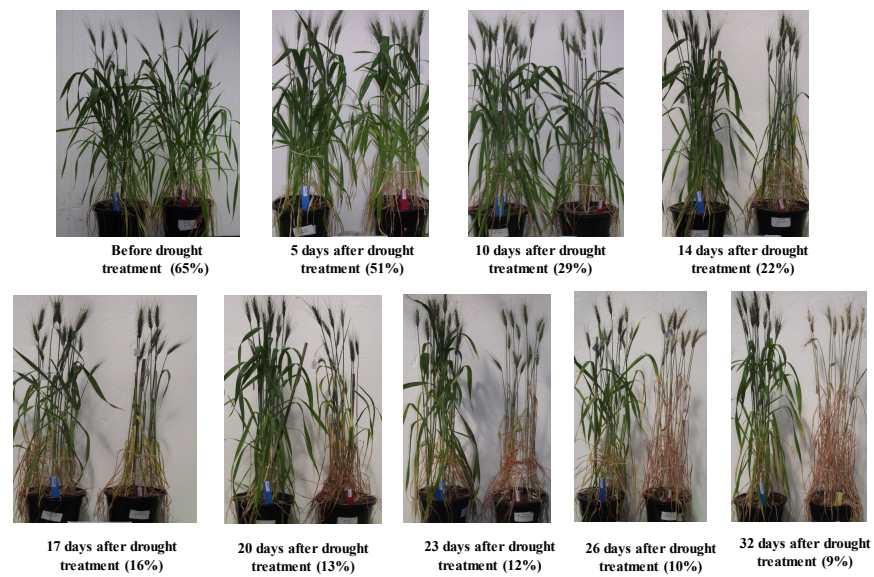 Before drought
treatment (65%)
5 days after drought
treatment (51%)
10 days after drought
treatment (29%)
14 days after drought
treatment (22%)
17 days after drought
treatment (16%)
20 days after drought
treatment (13%)
23 days after drought
treatment (12%)
26 days after drought
treatment (10%)
32 days after drought
treatment (9%)